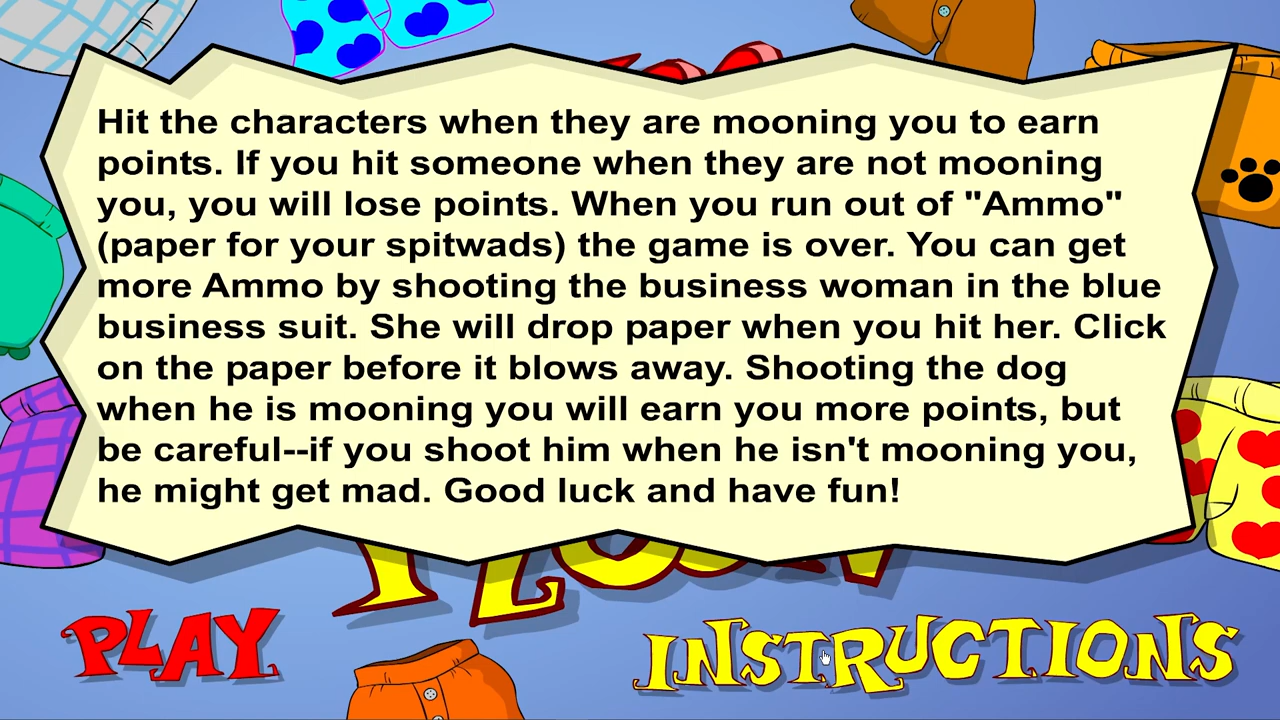 Hit the characters when they are mooning you to earn
points. If you hit someone when they are not mooning
you, you will lose points. When you run out of "Ammo"
(paper for your spitwads) the game is over. You can get
more Ammo by shooting the business woman in the blue
business suit. She will drop paper when you hit her. Click
on the paper before it blows away. Shooting the dog
when he is mooning you will earn you more points, but
be careful--if you shoot him when he isn't mooning you,
he might get mad. Good luck and have fun!
PLAY
INSTRUCTIONS